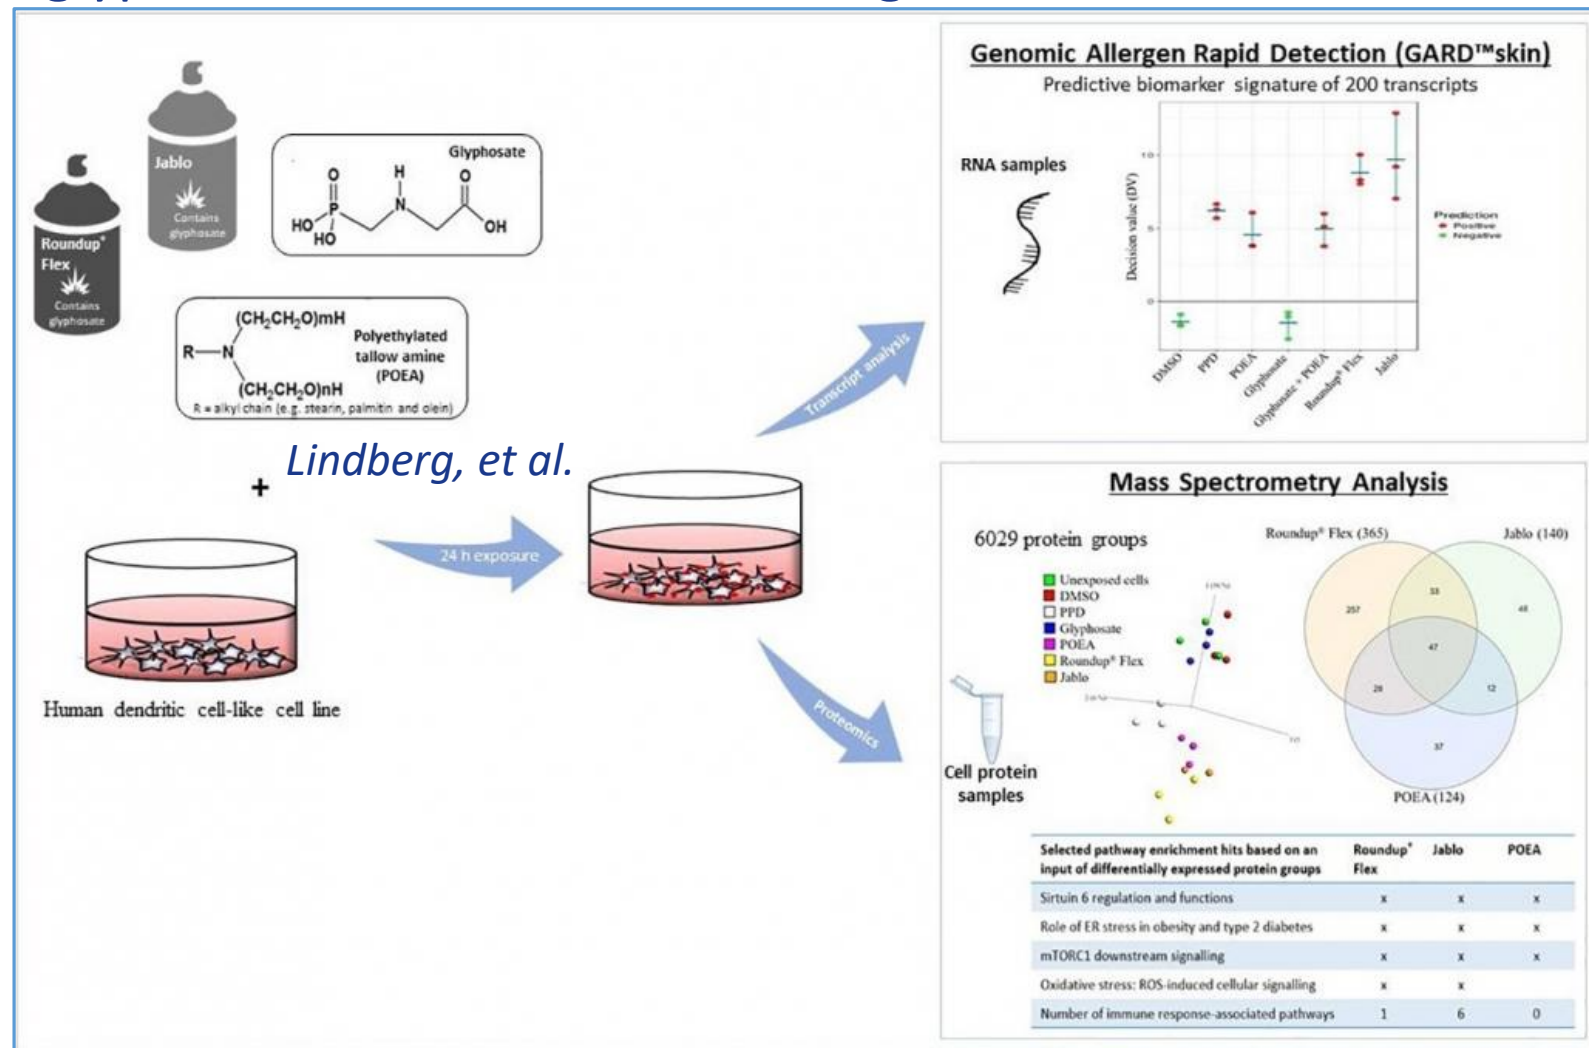 Jablo
Contains
glyphosate
Roundup®
Flex
Contains
glyphosate
Glyphosate
O
H
O
HO
P
N
OH
HO
(CH₂CH₂O)mH
R—N
(CH₂CH₂O)nH
Polyethylated
tallow amine
(POEA)
R = alkyl chain (e.g. stearin, palmitin and olein)
Lindberg, et al.
+
24 h exposure
Human dendritic cell-like cell line
Transcript analysis
Proteomics
Genomic Allergen Rapid Detection (GARD™skin)
Predictive biomarker signature of 200 transcripts
RNA samples
Decision value (DV)
10
5
0
DMSO
PPD
POEA
Glyphosate
Glyphosate + POEA
Roundup® Flex
Jablo
Prediction
Positive
Negative
Mass Spectrometry Analysis
6029 protein groups
Unexposed cells
DMSO
PPD
Glyphosate
POEA
Roundup® Flex
Jablo
Cell protein
samples
Roundup® Flex (365)
Jablo (140)
257
33
48
47
28
12
37
POEA (124)
Selected pathway enrichment hits based on an input of differentially expressed protein groups Roundup® Flex Jablo POEA
Sirtuin 6 regulation and functions x x x
Role of ER stress in obesity and type 2 diabetes x x x
mTORC1 downstream signalling x x x
Oxidative stress: ROS-induced cellular signalling x x
Number of immune response-associated pathways 1 6 0